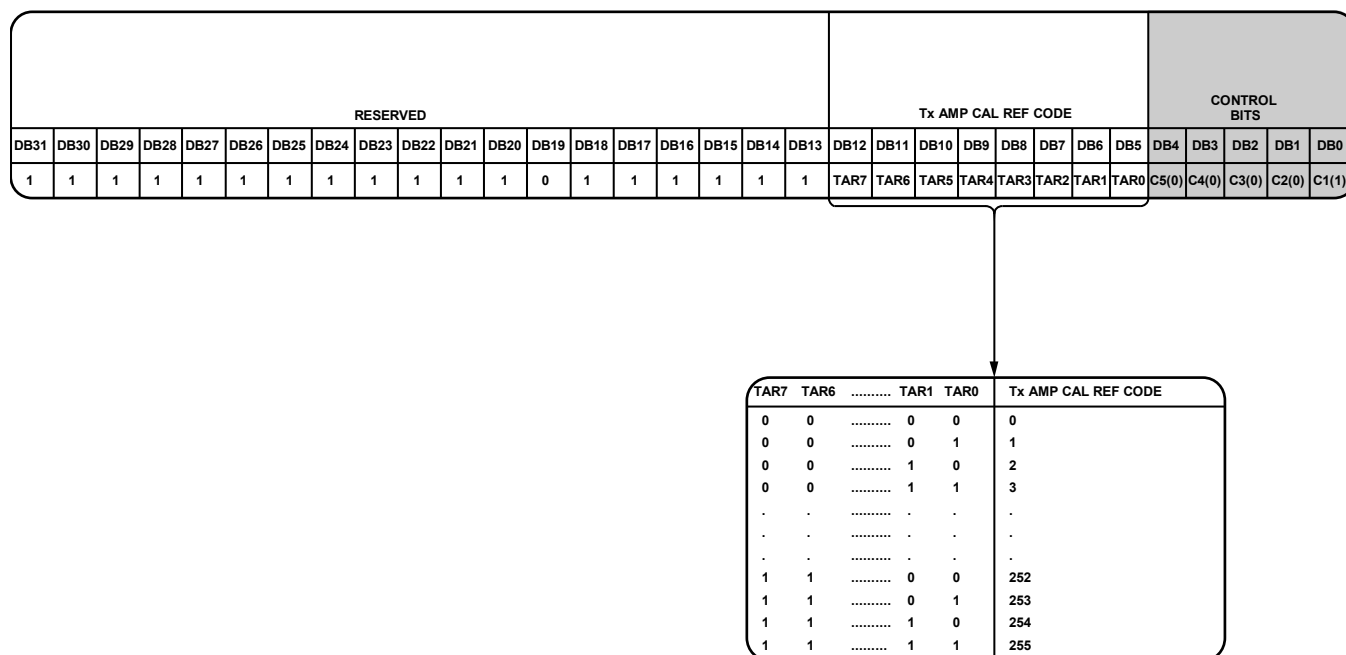 RESERVED Tx AMP CAL REF CODE CONTROL
BITS
DB31 DB30 DB29 DB28 DB27 DB26 DB25 DB24 DB23 DB22 DB21 DB20 DB19 DB18 DB17 DB16 DB15 DB14 DB13 DB12 DB11 DB10 DB9 DB8 DB7 DB6 DB5 DB4 DB3 DB2 DB1 DB0
1 1 1 1 1 1 1 1 1 1 1 1 0 1 1 1 1 1 1 TAR7 TAR6 TAR5 TAR4 TAR3 TAR2 TAR1 TAR0 C5(0) C4(0) C3(0) C2(0) C1(1)
TAR7 TAR6 .......... TAR1 TAR0 Tx AMP CAL REF CODE
0 0 .......... 0 0 0
0 0 .......... 0 1 1
0 0 .......... 1 0 2
0 0 .......... 1 1 3
. . .......... . . .
. . .......... . . .
. . .......... . . .
1 1 .......... 0 0 252
1 1 .......... 0 1 253
1 1 .......... 1 0 254
1 1 ......... 1 1 255